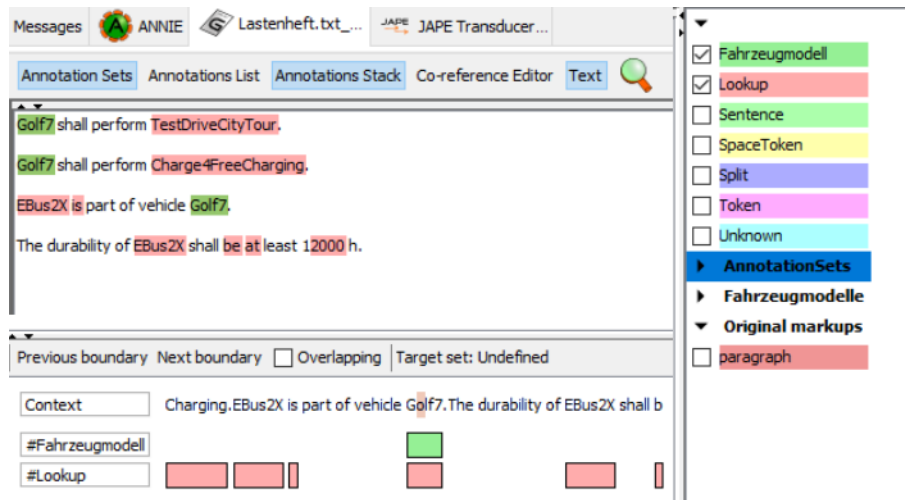 Messages ANNIE Lastenheft.txt_... JAPE JAPE Transducer...
Annotation Sets Annotations List Annotations Stack Co-reference Editor Text
Golf7 shall perform TestDriveCityTour.
Golf7 shall perform Charge4FreeCharging.
EBus2X is part of vehicle Golf7.
The durability of EBus2X shall be at least 12000 h.
Previous boundary Next boundary Overlapping Target set: Undefined
Context Charging.EBus2X is part of vehicle Golf7.The durability of EBus2X shall b
#Fahrzeugmodell
#Lookup
Fahrzeugmodell
Lookup
Sentence
SpaceToken
Split
Token
Unknown
AnnotationSets
Fahrzeugmodelle
Original markups
paragraph